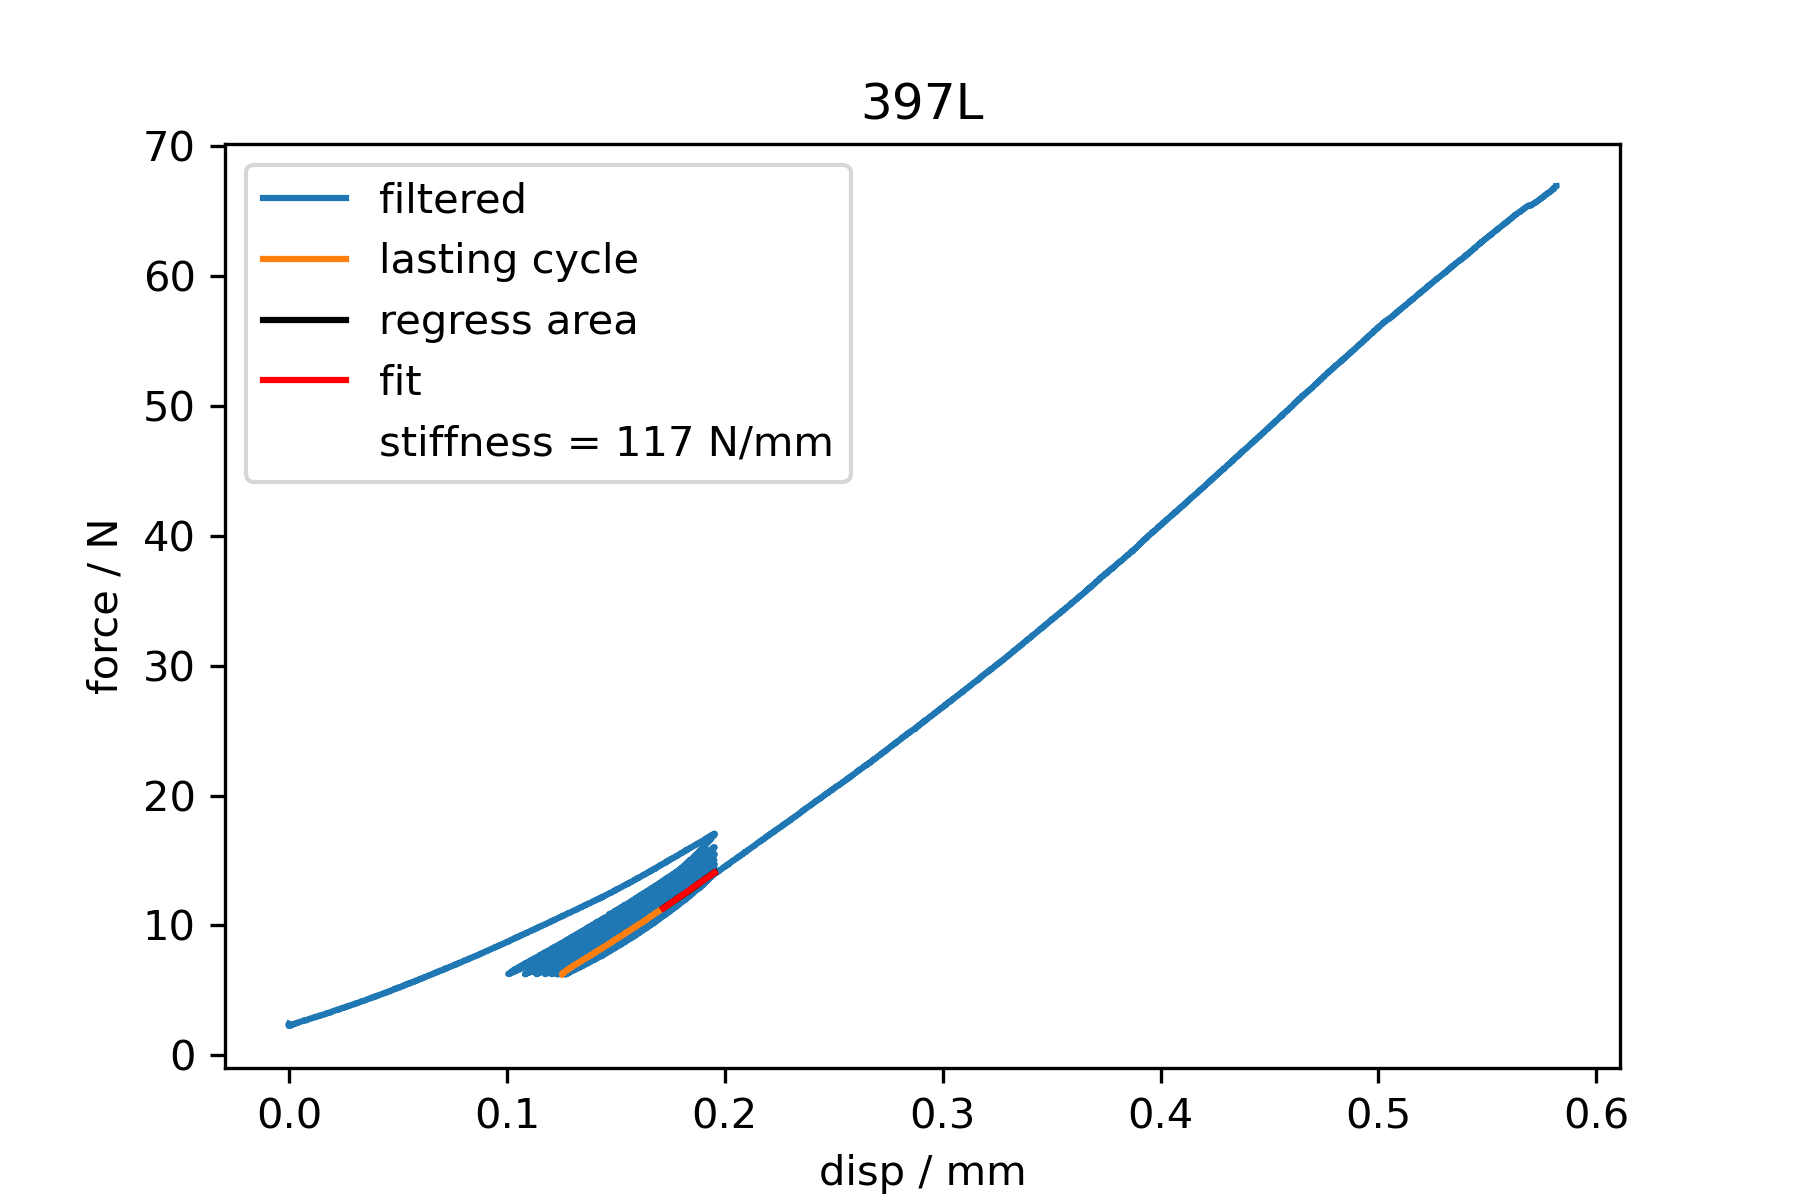 397L
70
60
50
40
30
20
10
0
force / N
filtered
lasting cycle
regress area
fit
stiffness = 117 N/mm
0.0 0.1 0.2 0.3 0.4 0.5 0.6
disp / mm